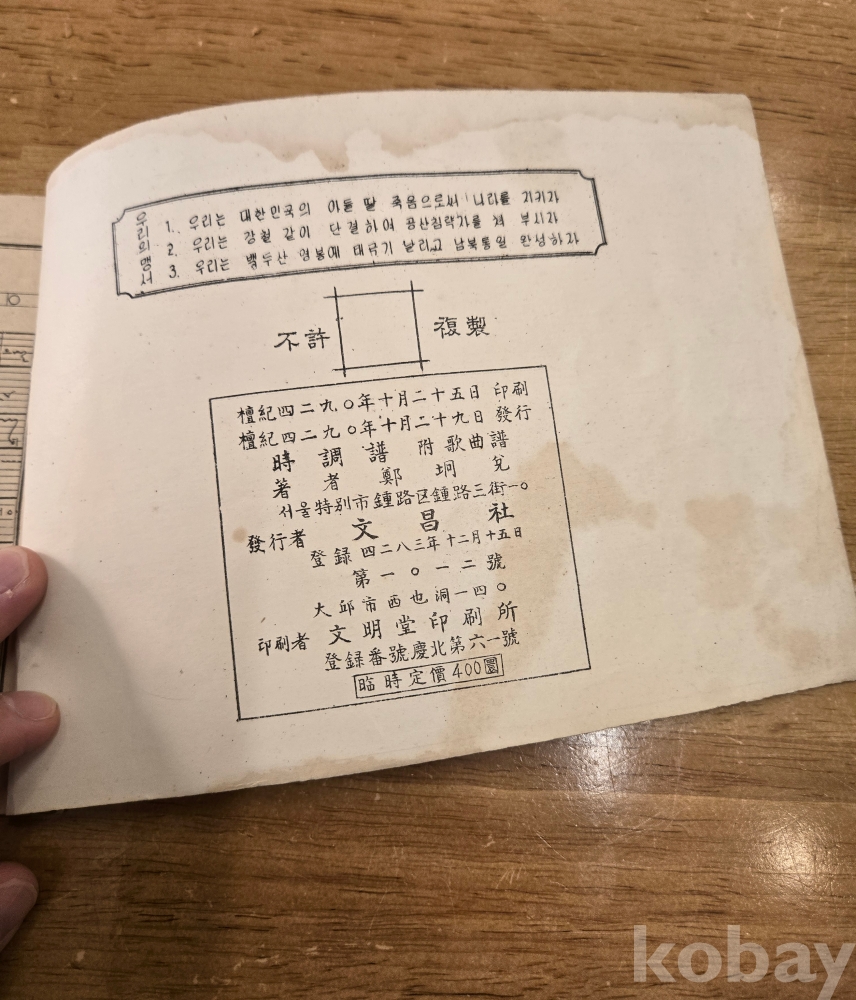 우리의 맹서
1. 우리는 대한민국의 아들 딸 죽음으로써 나라를 지키자
2. 우리는 강철 같이 단결하여 공산침략자를 쳐 부시자
3. 우리는 백두산 영봉에 태극기 날리고 남북통일 완성하자
不許 複製
檀紀四二九〇年十月二十五日 印刷
檀紀四二九〇年十月二十九日 發行
時調譜 附歌曲譜
著者 鄭坰兌
서울特別市鍾路区鍾路三街一〇
發行者 文昌社
登録四二八三年十二月十五日
第一〇一二號
大邱市西也洞一四〇
印刷者 文明堂印刷所
登録番號慶北第六一號
臨時定價400圜
kobay